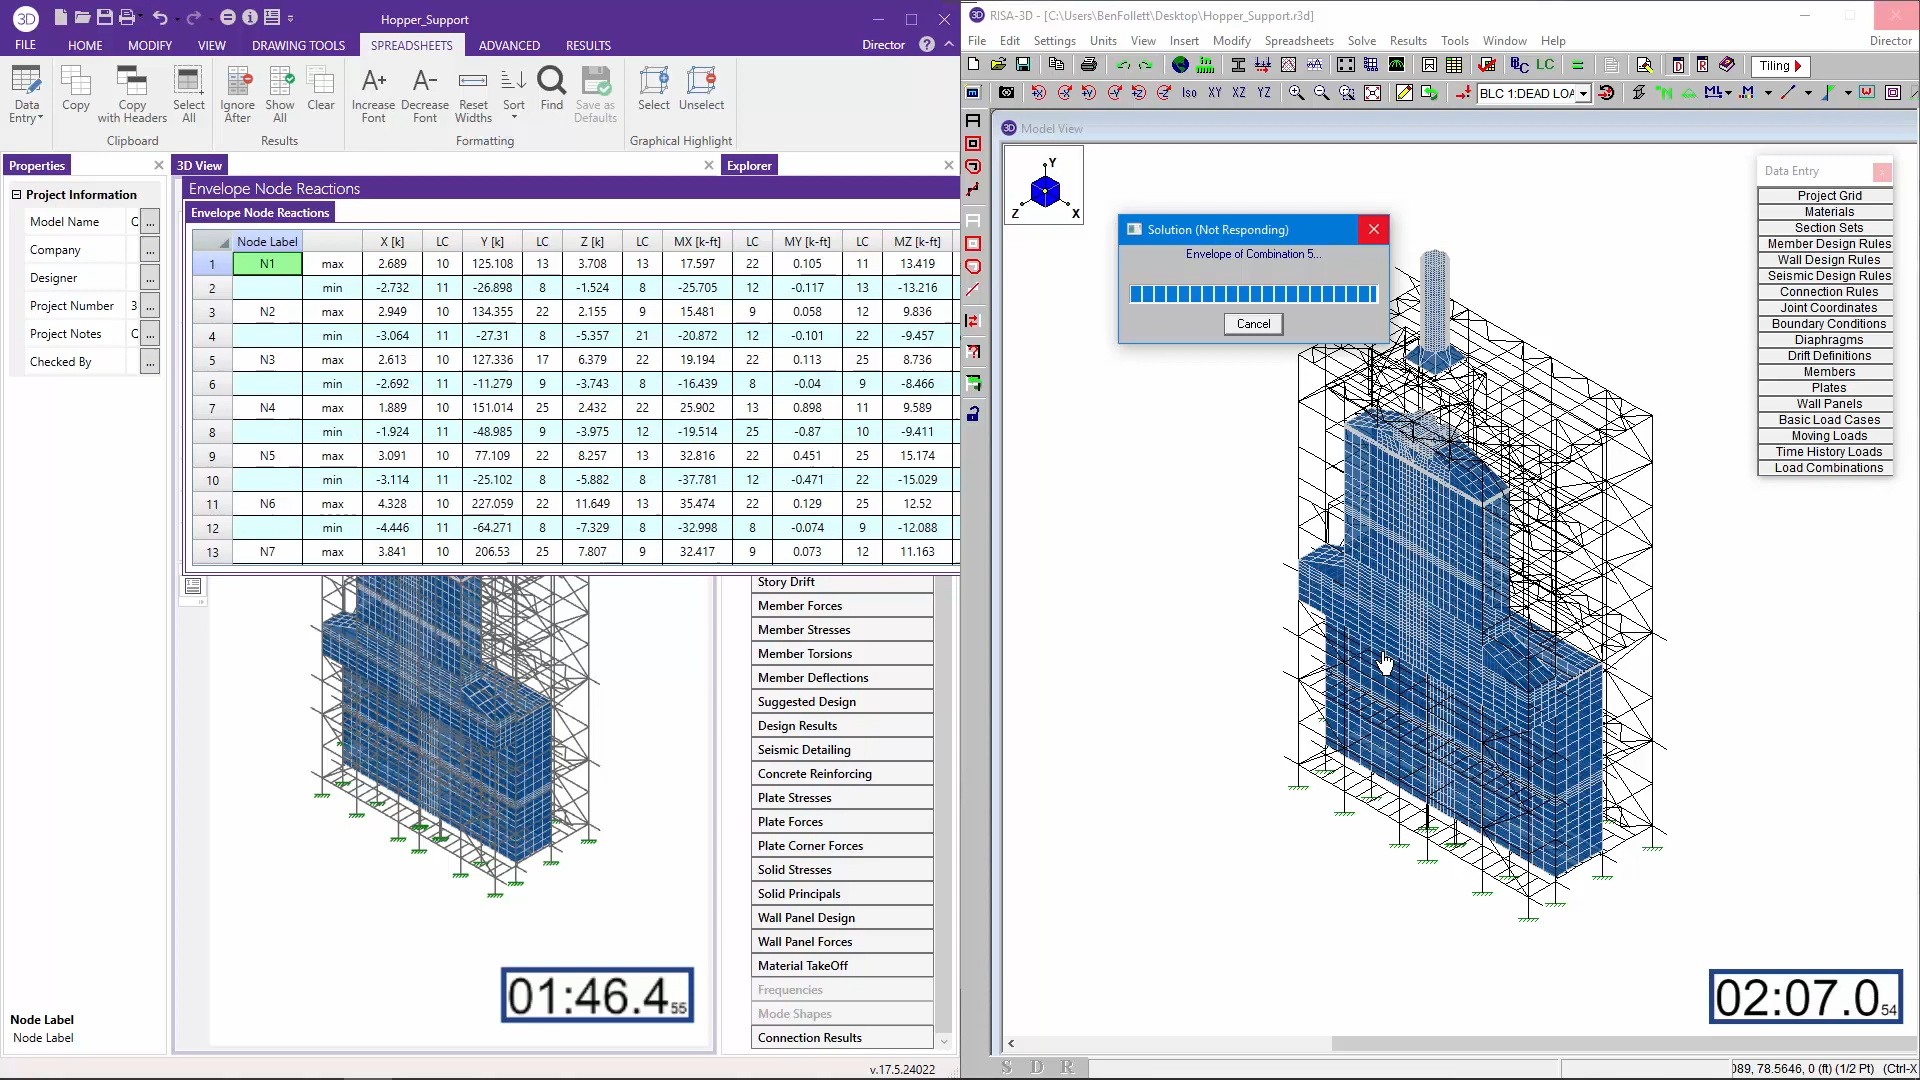 3D
Hopper_Support
FILE HOME MODIFY VIEW DRAWING TOOLS SPREADSHEETS ADVANCED RESULTS Director
Data Entry
Copy
Copy with Headers
Select All
Ignore After
Show All
Clear
Increase Font
Decrease Font
Reset Widths
Sort
Find
Save as Defaults
Select
Unselect
Clipboard Results Formatting Graphical Highlight
Properties
3D View
Explorer
Project Information
Model Name Q ...
Company ...
Designer ...
Project Number 3 ...
Project Notes Q ...
Checked By ...
Envelope Node Reactions
Envelope Node Reactions
Node Label X [k] LC Y [k] LC Z [k] LC MX [k-ft] LC MY [k-ft] LC MZ [k-ft]
1 N1 max 2.689 10 125.108 13 3.708 13 17.597 22 0.105 11 13.419
2 min -2.732 11 -26.898 8 -1.524 8 -25.705 12 -0.117 13 -13.216
3 N2 max 2.949 10 134.355 22 2.155 9 15.481 9 0.058 12 9.836
4 min -3.064 11 -27.31 8 -5.357 21 -20.872 12 -0.101 22 -9.457
5 N3 max 2.613 10 127.336 17 6.379 22 19.194 22 0.113 25 8.736
6 min -2.692 11 -11.279 9 -3.743 8 -16.439 8 -0.04 9 -8.466
7 N4 max 1.889 10 151.014 25 2.432 22 25.902 13 0.898 11 9.589
8 min -1.924 11 -48.985 9 -3.975 12 -19.514 25 -0.87 10 -9.411
9 N5 max 3.091 10 77.109 22 8.257 13 32.816 22 0.451 25 15.174
10 min -3.114 11 -25.102 8 -5.882 8 -37.781 12 -0.471 22 -15.029
11 N6 max 4.328 10 227.059 22 11.649 13 35.474 22 0.129 25 12.52
12 min -4.446 11 -64.271 8 -7.329 8 -32.998 8 -0.074 9 -12.088
13 N7 max 3.841 10 206.53 25 7.807 9 32.417 9 0.073 12 11.163
Story Drift
Member Forces
Member Stresses
Member Torsions
Member Deflections
Suggested Design
Design Results
Seismic Detailing
Concrete Reinforcing
Plate Stresses
Plate Forces
Plate Corner Forces
Solid Stresses
Solid Principals
Wall Panel Design
Wall Panel Forces
Material TakeOff
Frequencies
Mode Shapes
Connection Results
01:46.4 55
Node Label
Node Label
v.17.5.24022
RISA-3D - [C:\Users\BenFollett\Desktop\Hopper_Support.r3d]
File Edit Settings Units View Insert Modify Spreadsheets Solve Results Tools Window Help Director
LC
Tiling
Iso XY XZ YZ
BLC 1:DEAD LOA
3D Model View
Y
Z X
Solution (Not Responding)
Envelope of Combination 5...
Cancel
Data Entry
Project Grid
Materials
Section Sets
Member Design Rules
Wall Design Rules
Seismic Design Rules
Connection Rules
Joint Coordinates
Boundary Conditions
Diaphragms
Drift Definitions
Members
Plates
Wall Panels
Basic Load Cases
Moving Loads
Time History Loads
Load Combinations
02:07.0 54
S D R
089, 78.5646, 0 (ft) (1/2 Pt) (Ctrl-X